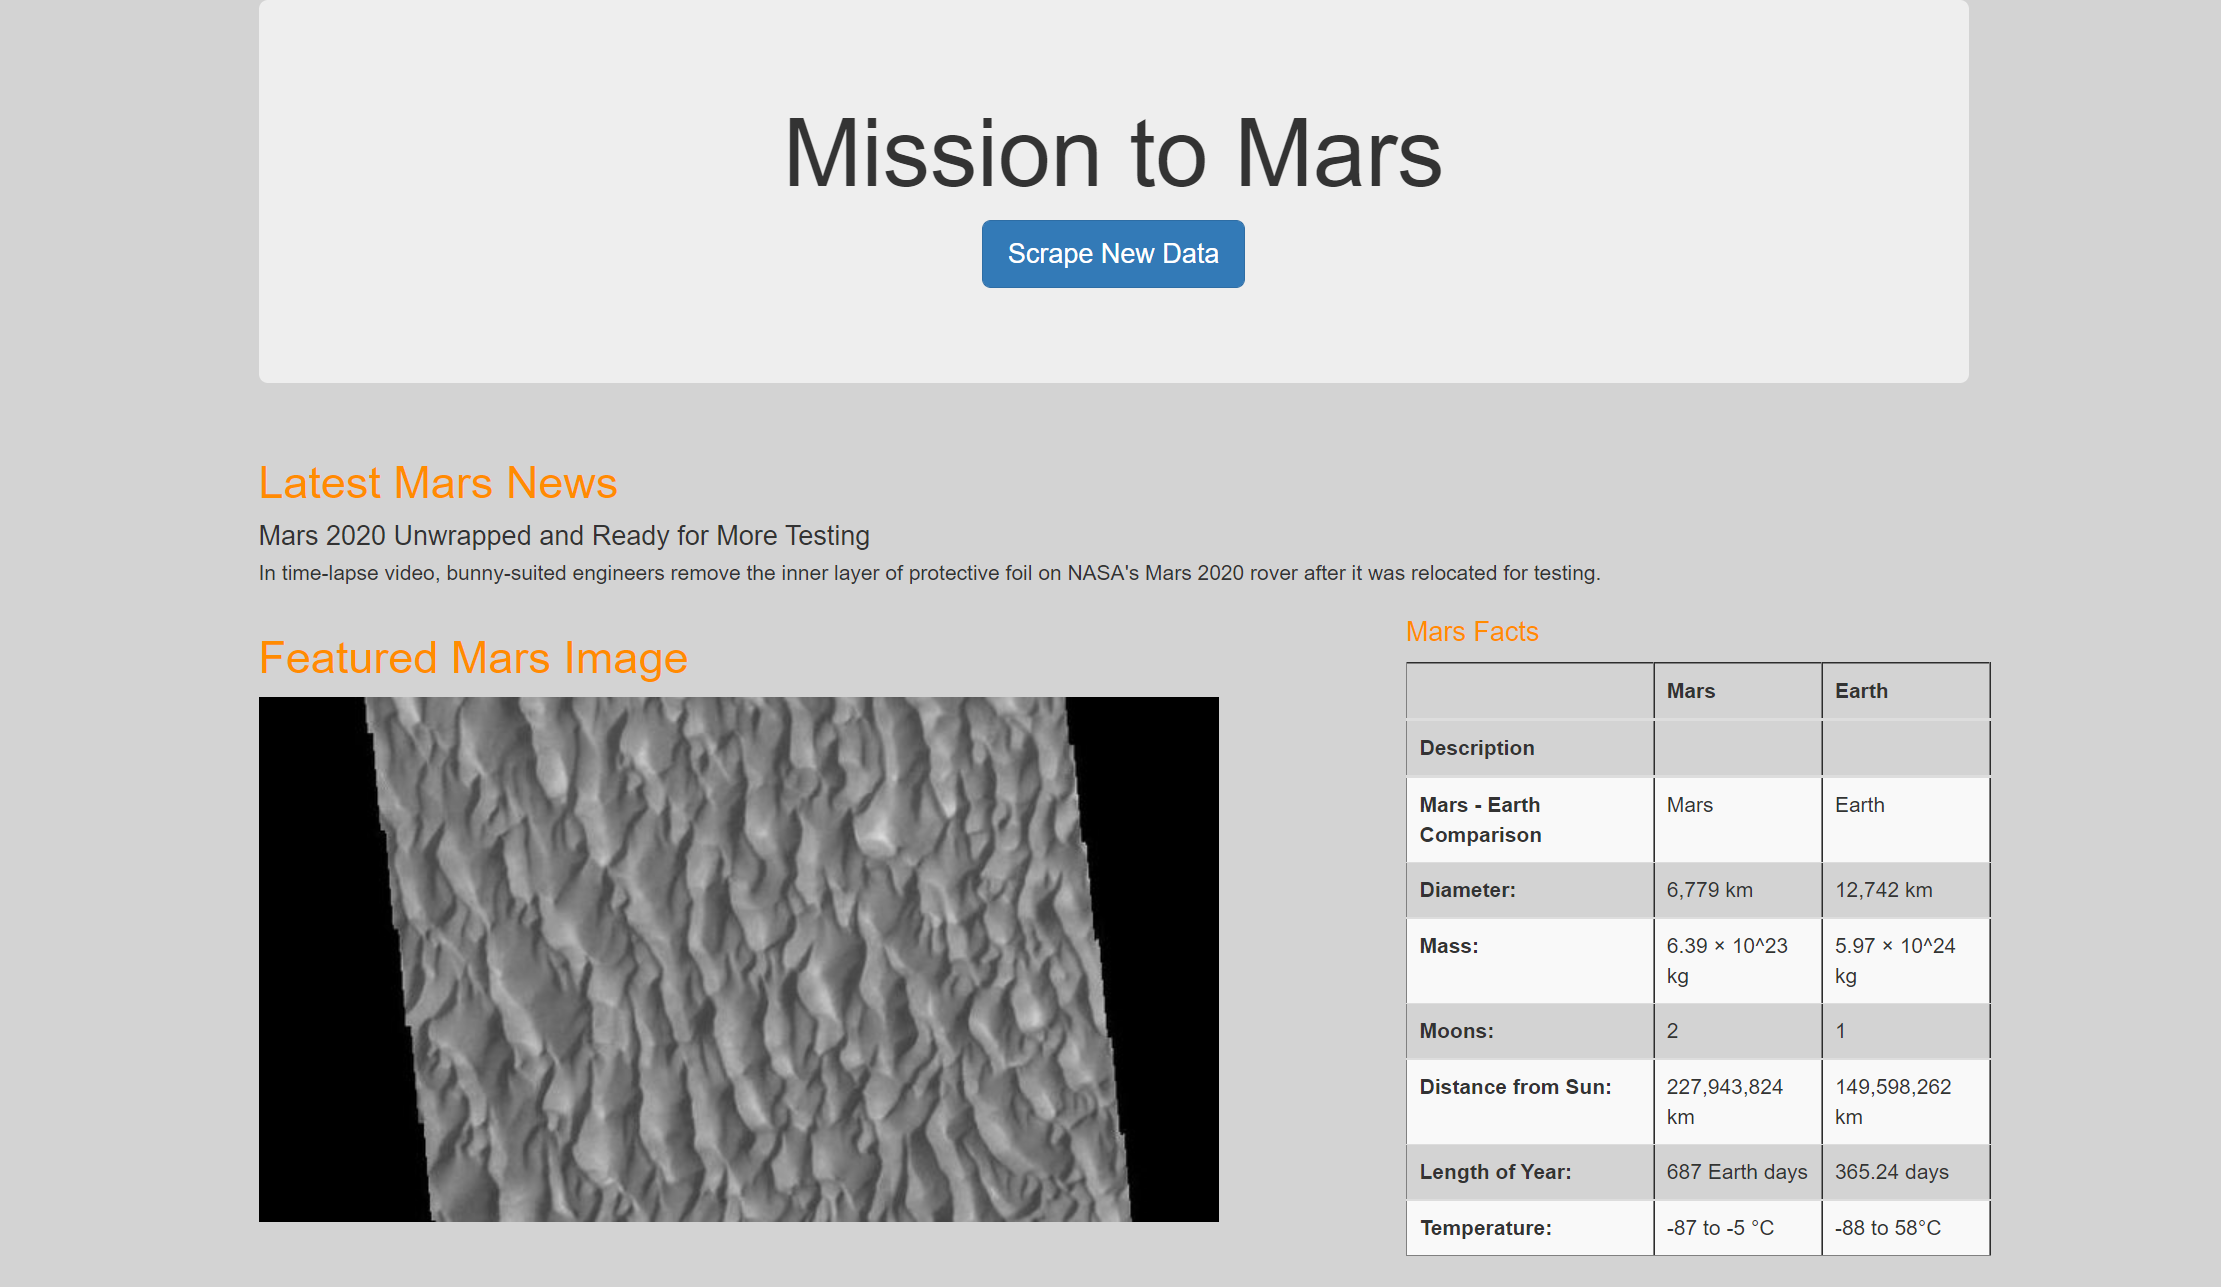 Mission to Mars
Scrape New Data
Latest Mars News
Mars 2020 Unwrapped and Ready for More Testing
In time-lapse video, bunny-suited engineers remove the inner layer of protective foil on NASA's Mars 2020 rover after it was relocated for testing.
Featured Mars Image
Mars Facts
Mars Earth
Description
Mars - Earth Mars Earth
Comparison
Diameter: 6,779 km 12,742 km
Mass: 6.39 × 10^23 5.97 × 10^24
kg kg
Moons: 2 1
Distance from Sun: 227,943,824 149,598,262
km km
Length of Year: 687 Earth days 365.24 days
Temperature: -87 to -5 °C -88 to 58°C